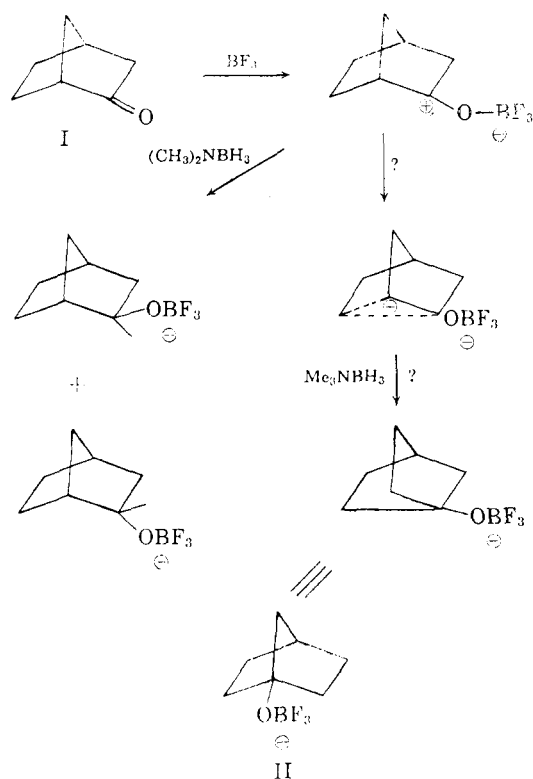 BF₃
O
I
⊕
O—BF₃
⊖
(CH₃)₂NBH₃
?
OBF₃
⊖
⊖
OBF₃
⊖
+
Me₃NBH₃ ?
OBF₃
⊖
OBF₃
⊖
OBF₃
⊖
II